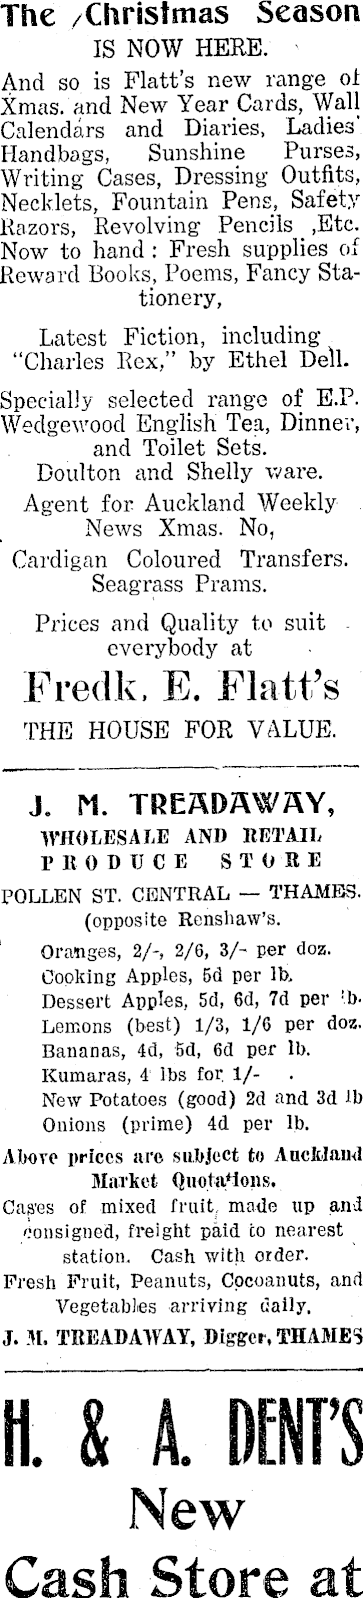 The Christmas Season
IS NOW HERE.
And so is Flatt's new range of
Xmas. and New Year Cards, Wall
Calendars and Diaries, Ladies'
Handbags, Sunshine Purses,
Writing Cases, Dressing Outfits,
Necklets, Fountain Pens, Safety
Razors, Revolving Pencils ,Etc.
Now to hand : Fresh supplies of
Reward Books, Poems, Fancy Sta-
tionery,
Latest Fiction, including
"Charles Rex," by Ethel Dell.
Specially selected range of E.P.
Wedgewood English Tea, Dinner,
and Toilet Sets.
Doulton and Shelly ware.
Agent for Auckland Weekly
News Xmas. No,
Cardigan Coloured Transfers.
Seagrass Prams.
Prices and Quality to suit
everybody at
Fredk. E. Flatt's
THE HOUSE FOR VALUE.
J. M. TREADAWAY,
WHOLESALE AND RETAIL
PRODUCE STORE
POLLEN ST. CENTRAL — THAMES.
(opposite Renshaw's.
Oranges, 2/-, 2/6, 3/- per doz.
Cooking Apples, 5d per lb.
Dessert Apples, 5d, 6d, 7d per lb.
Lemons (best) 1/3, 1/6 per doz.
Bananas, 4d, 5d, 6d per lb.
Kumaras, 4 lbs for 1/-
New Potatoes (good) 2d and 3d lb
Onions (prime) 4d per lb.
Above prices are subject to Auckland
Market Quotations.
Cases of mixed fruit, made up and
consigned, freight paid to nearest
station. Cash with order.
Fresh Fruit, Peanuts, Cocoanuts, and
Vegetables arriving daily.
J. M. TREADAWAY, Digger, THAMES
H. & A. DENT'S
New
Cash Store at